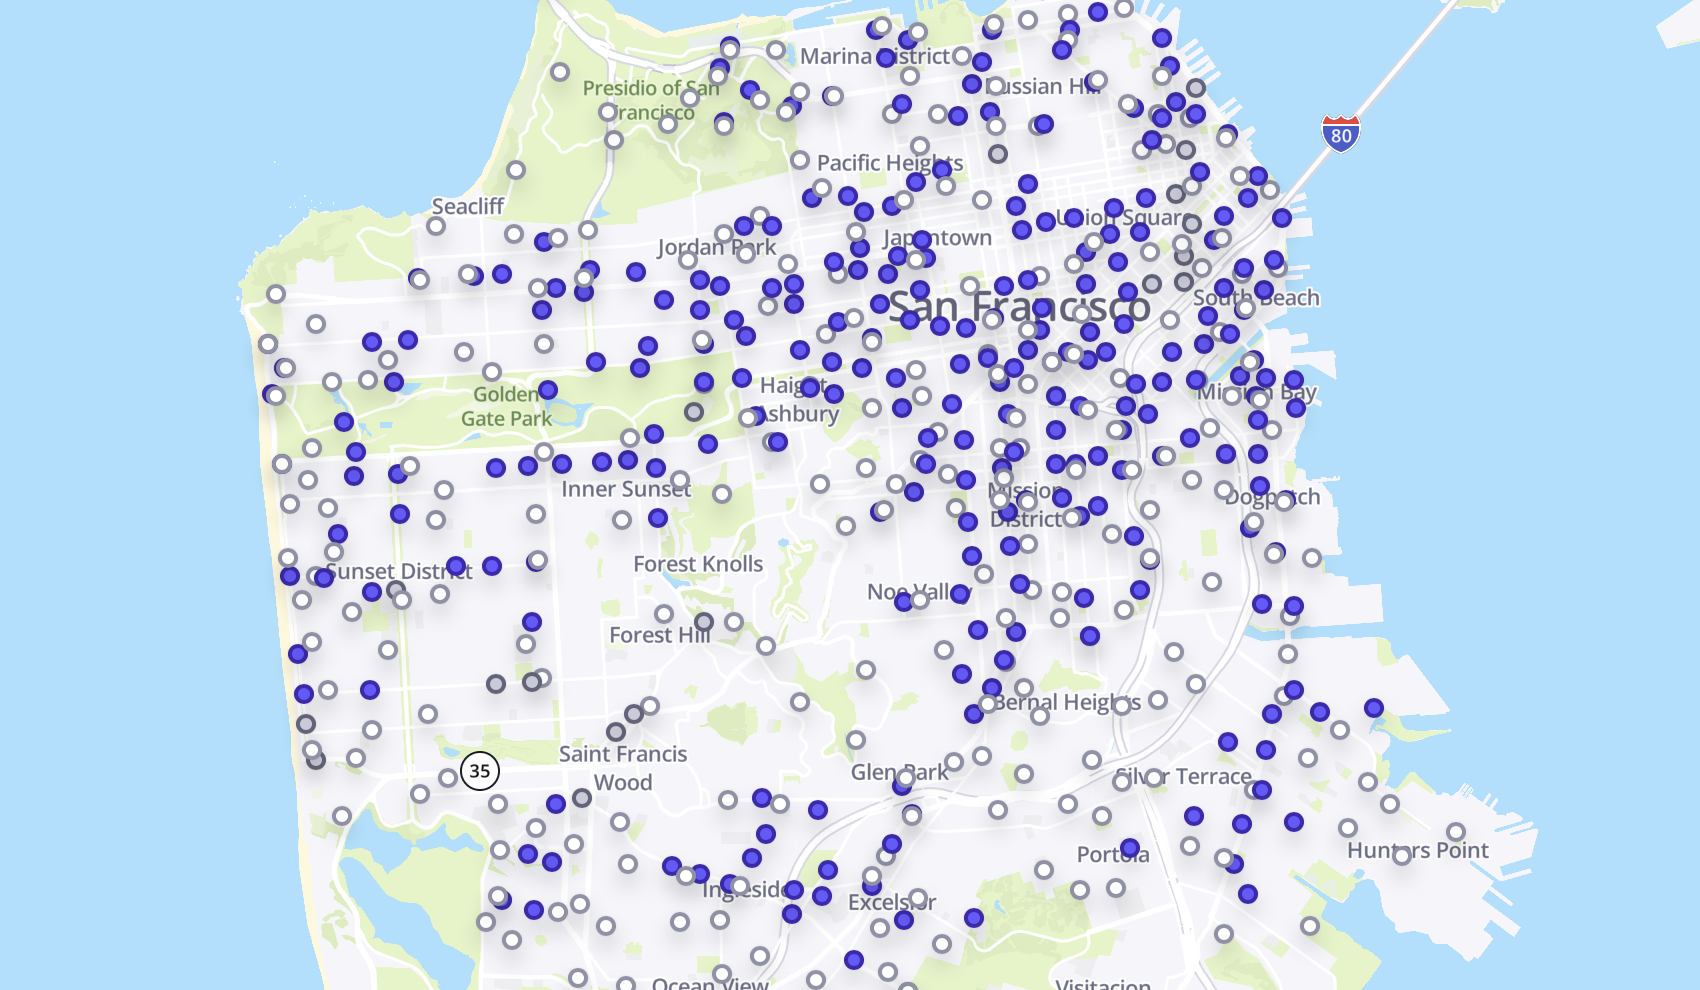 Marina District
Presidio of San
Francisco
Russian Hill
80
Pacific Heights
Seacliff
Union Square
Jordan Park
Japantown
San Francisco
South Beach
Haight
Ashbury
Mission Bay
Golden
Gate Park
Inner Sunset
Mission
District
Dogpatch
Forest Knolls
Sunset District
Noe Valley
Forest Hill
Bernal Heights
Saint Francis
Wood
35
Glen Park
Silver Terrace
Portola
Hunters Point
Ingleside
Excelsior
Ocean View
Visitacion